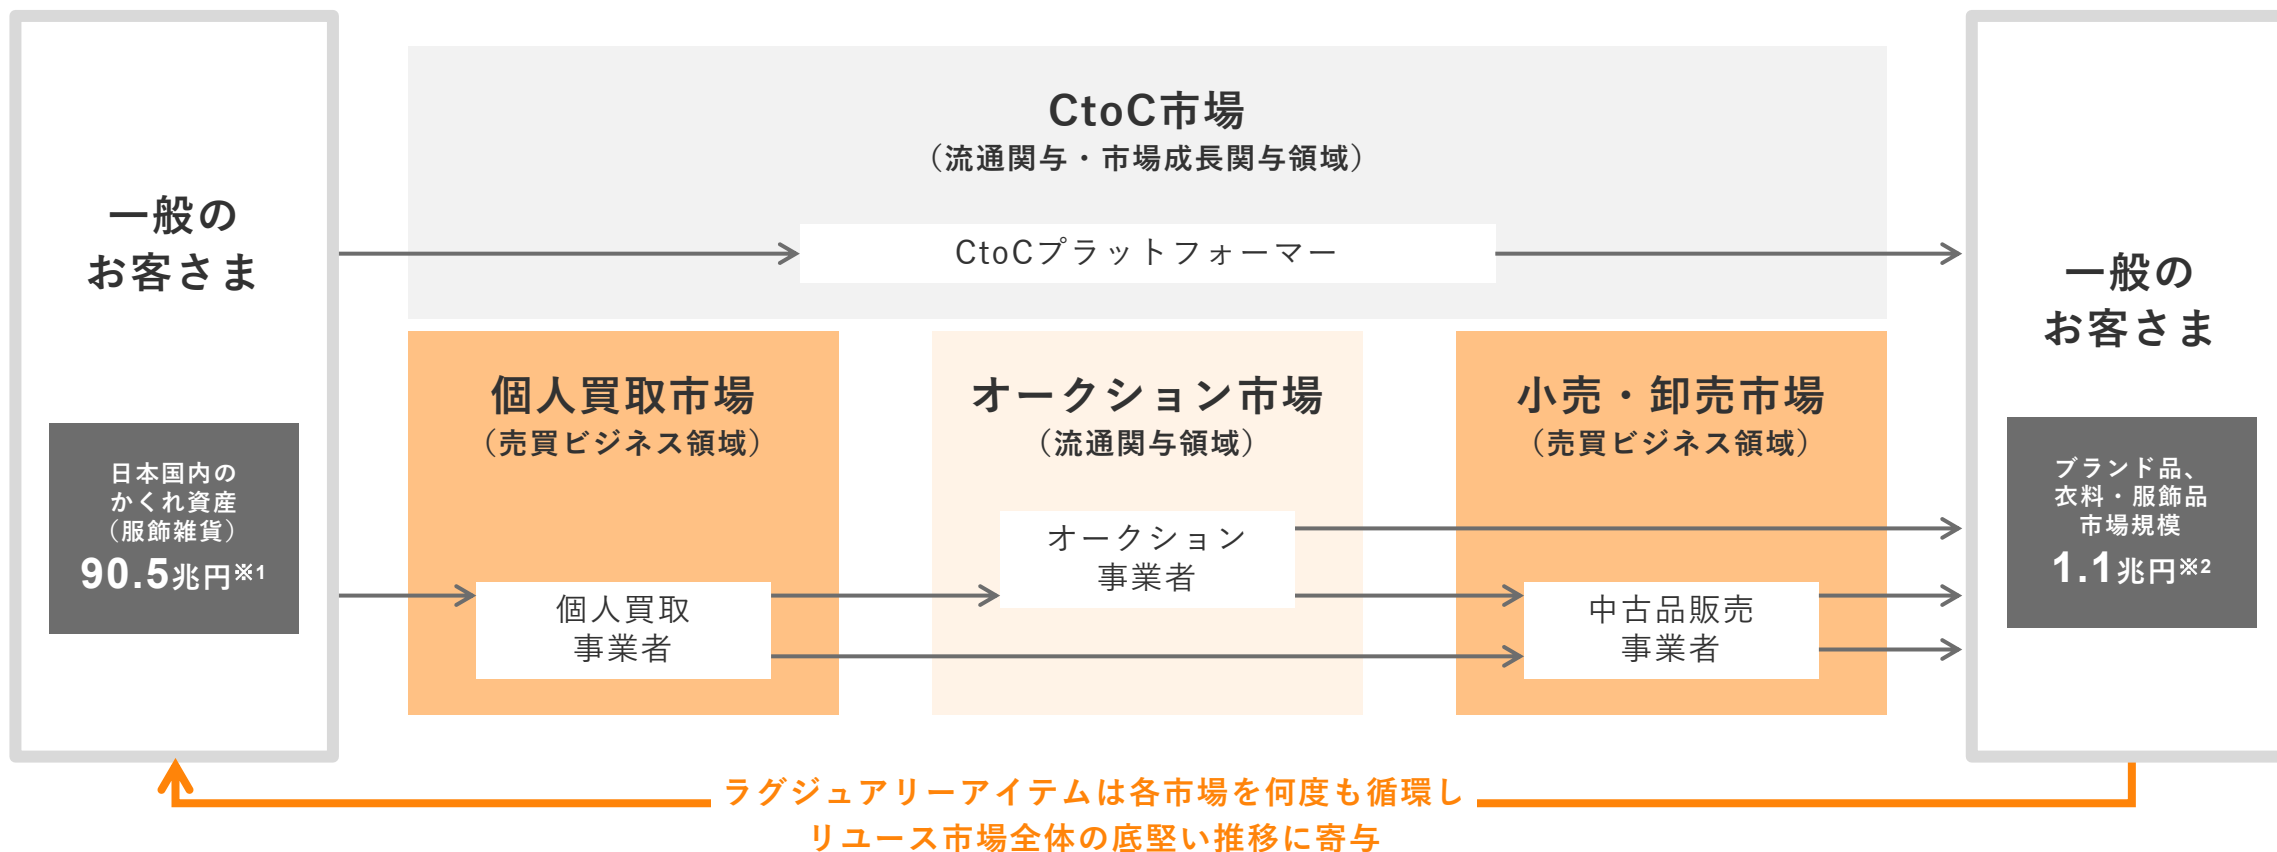 一般の
お客さま
日本国内の
かくれ資産
（服飾雑貨）
90.5兆円※1
CtoC市場
（流通関与・市場成長関与領域）
CtoCプラットフォーマー
個人買取市場
（売買ビジネス領域）
個人買取
事業者
オークション市場
（流通関与領域）
オークション
事業者
小売・卸売市場
（売買ビジネス領域）
中古品販売
事業者
一般の
お客さま
ブランド品、
衣料・服飾品
市場規模
1.1兆円※2
ラグジュアリーアイテムは各市場を何度も循環し
リユース市場全体の底堅い推移に寄与